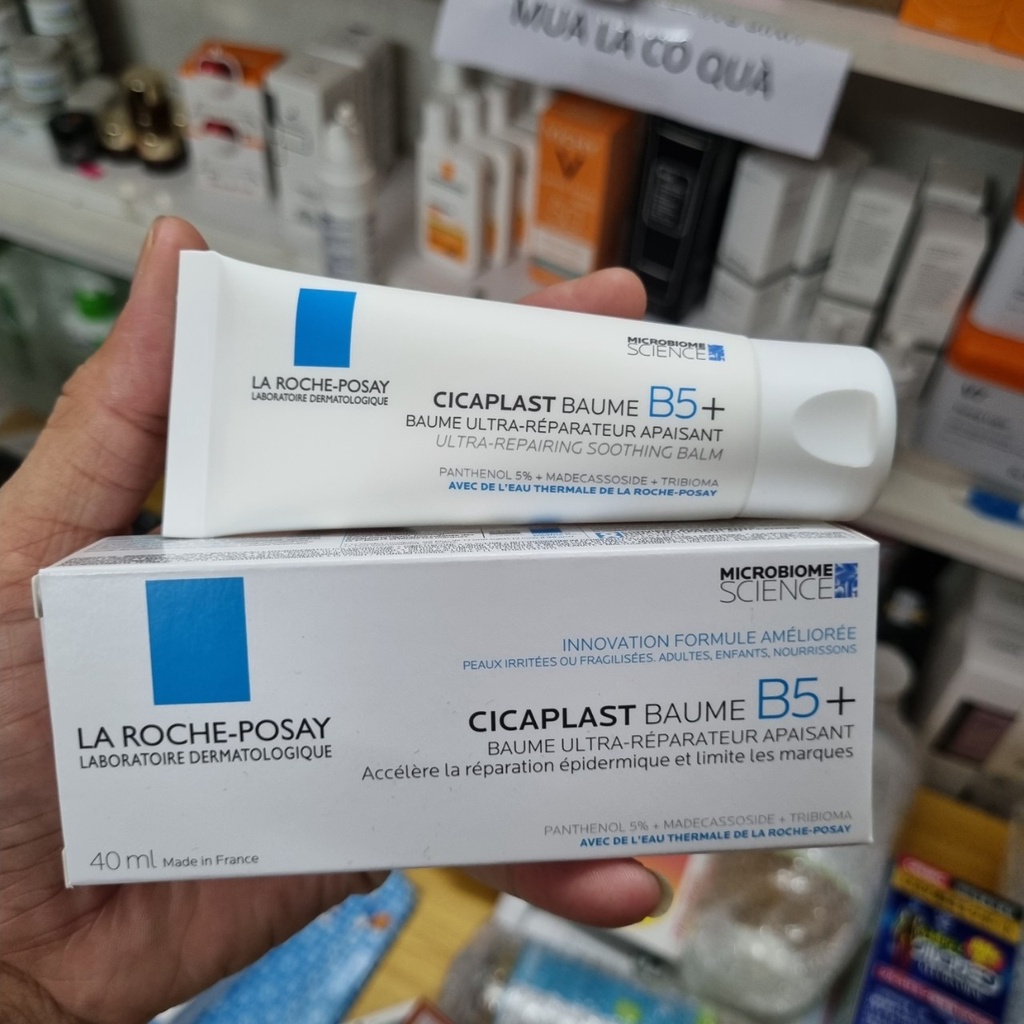 MUA LÀ CÓ QUÀ
LA ROCHE-POSAY
LABORATOIRE DERMATOLOGIQUE
MICROBIOME
SCIENCE
CICAPLAST BAUME B5+
BAUME ULTRA-RÉPARATEUR APAISANT
ULTRA-REPAIRING SOOTHING BALM
PANTHENOL 5% + MADECASSOSIDE + TRIBIOMA
AVEC DE L'EAU THERMALE DE LA ROCHE-POSAY
MICROBIOME
SCIENCE
INNOVATION FORMULE AMÉLIORÉE
PEAUX IRRITÉES OU FRAGILISÉES. ADULTES, ENFANTS, NOURRISSONS
LA ROCHE-POSAY
LABORATOIRE DERMATOLOGIQUE
CICAPLAST BAUME B5+
BAUME ULTRA-RÉPARATEUR APAISANT
Accélère la réparation épidermique et limite les marques
PANTHENOL 5% + MADECASSOSIDE + TRIBIOMA
AVEC DE L'EAU THERMALE DE LA ROCHE-POSAY
40 ml Made in France